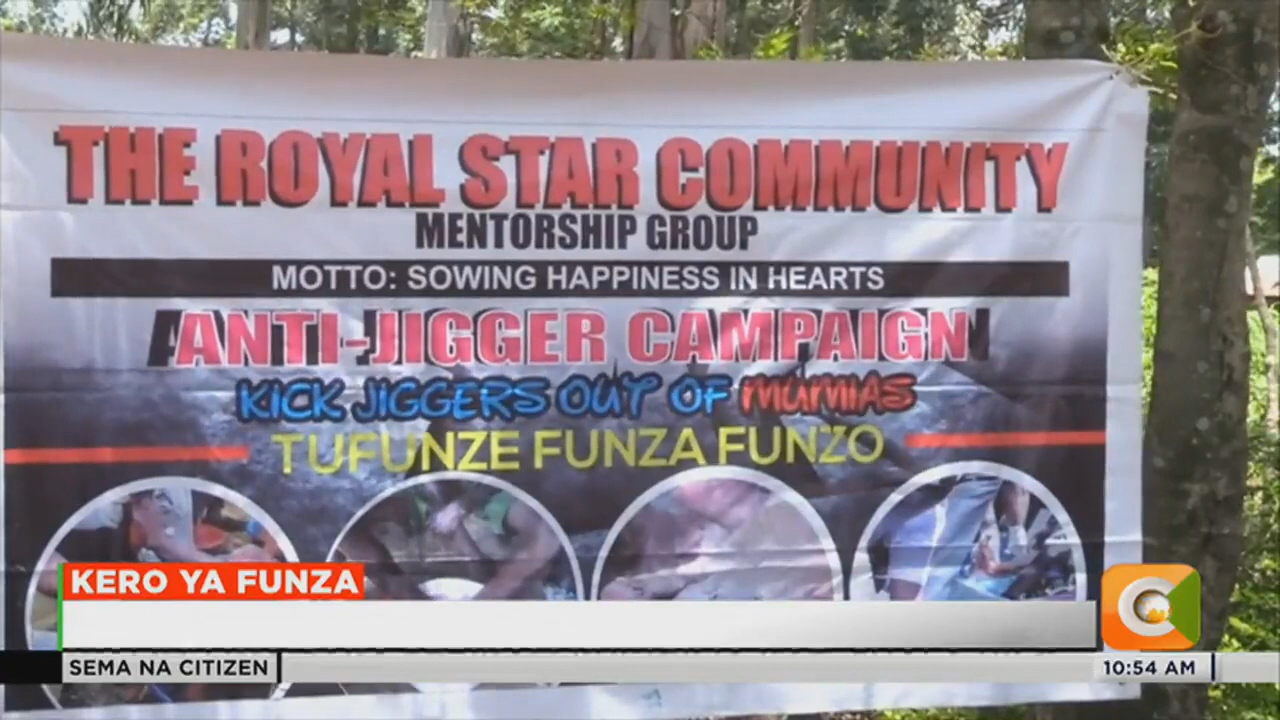 THE ROYAL STAR COMMUNITY
MENTORSHIP GROUP
MOTTO: SOWING HAPPINESS IN HEARTS
ANTI-JIGGER CAMPAIGN
KICK JIGGERS OUT OF MUMIAS
TUFUNZE FUNZA FUNZO
KERO YA FUNZA
SEMA NA CITIZEN
10:54 AM